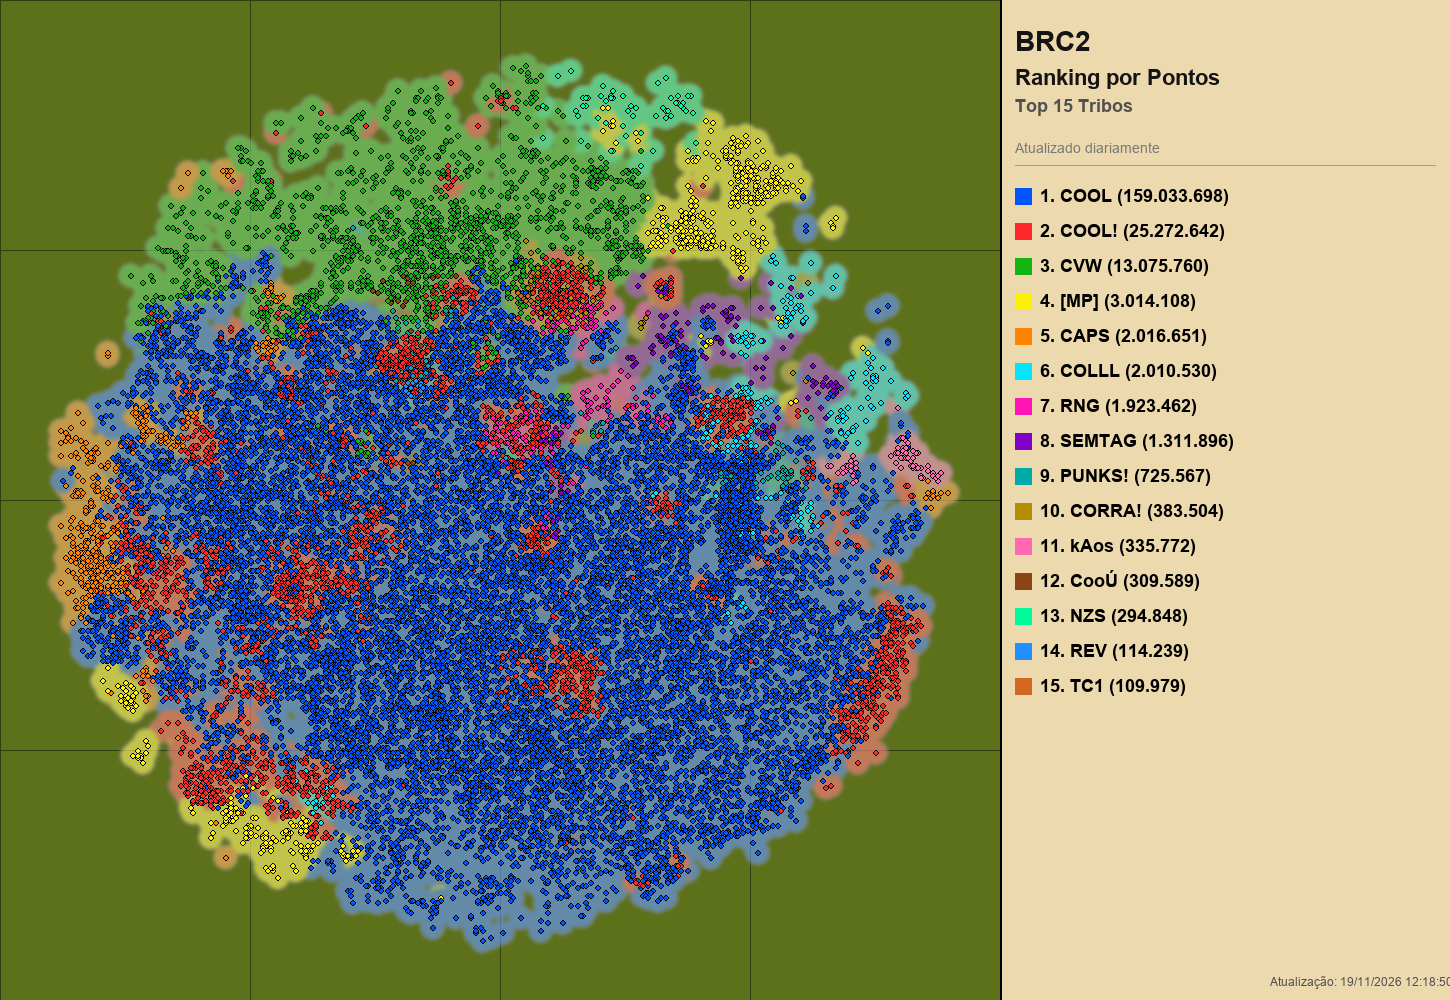 BRC2
Ranking por Pontos
Top 15 Tribos
Atualizado diariamente
1. COOL (159.033.698)
2. COOL! (25.272.642)
3. CVW (13.075.760)
4. [MP] (3.014.108)
5. CAPS (2.016.651)
6. COLLL (2.010.530)
7. RNG (1.923.462)
8. SEMTAG (1.311.896)
9. PUNKS! (725.567)
10. CORRA! (383.504)
11. kAos (335.772)
12. CooÚ (309.589)
13. NZS (294.848)
14. REV (114.239)
15. TC1 (109.979)
Atualização: 19/11/2026 12:18:50